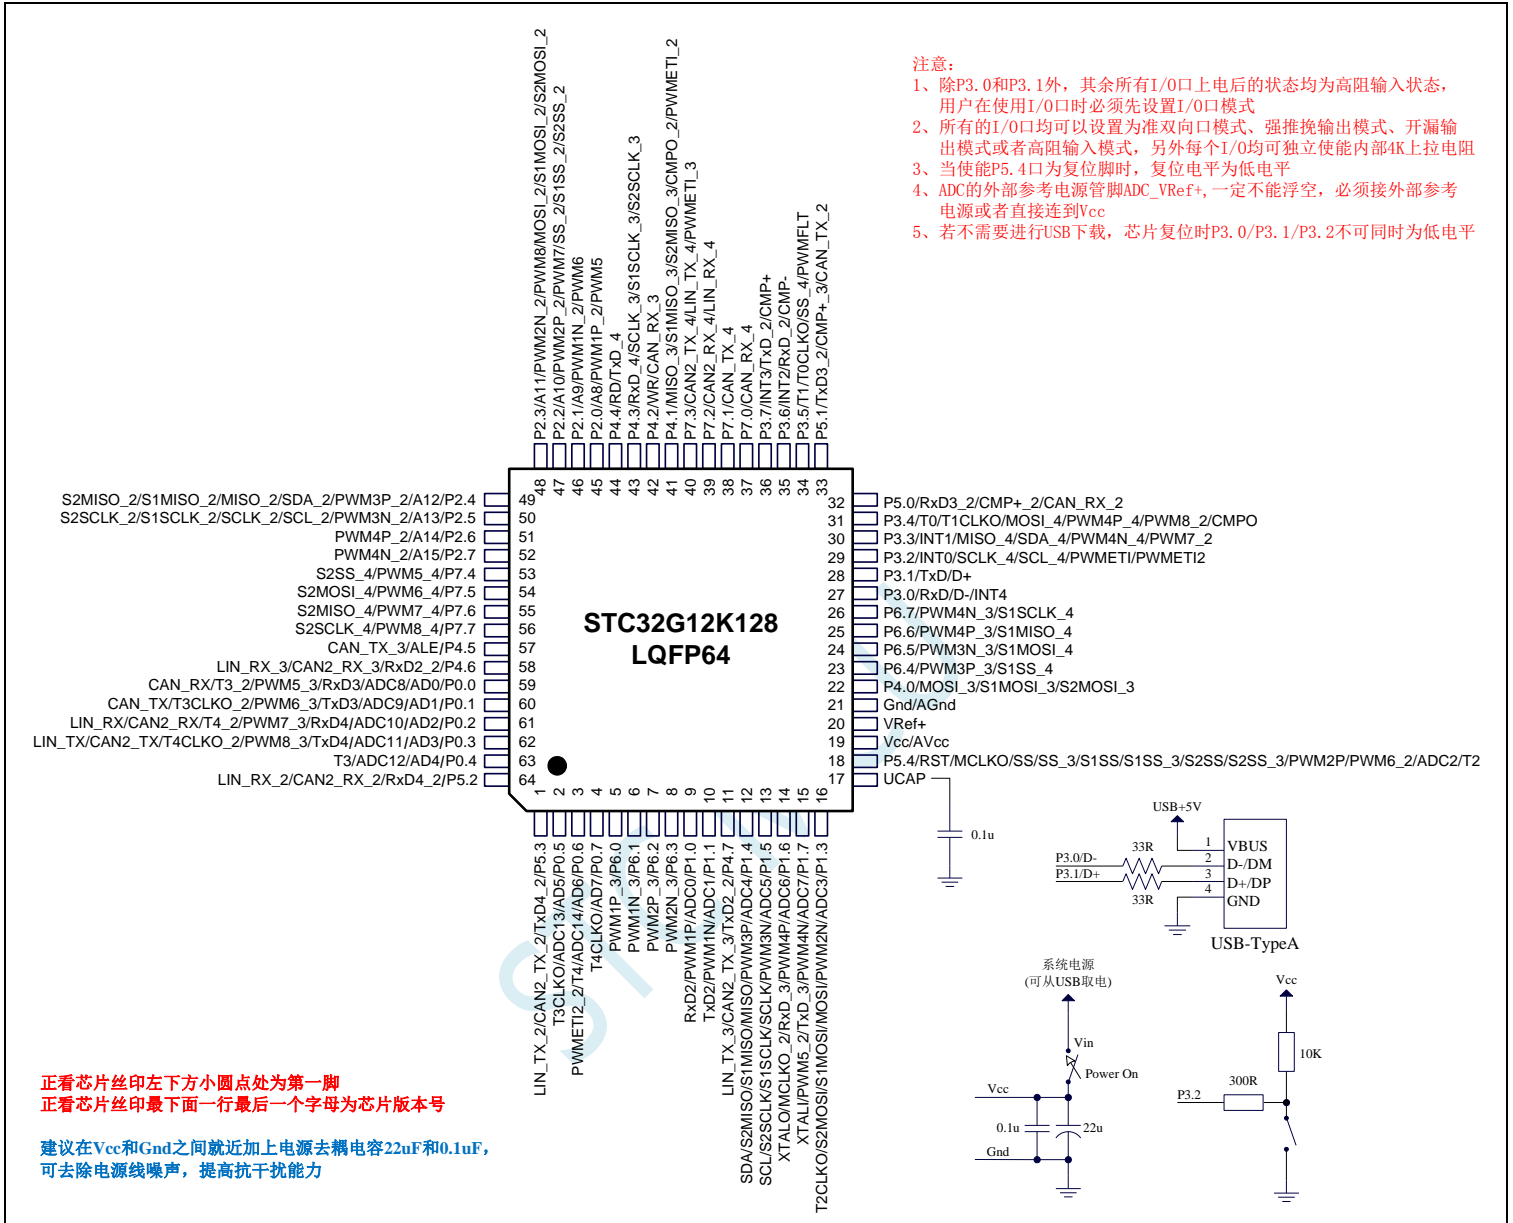 注意：
1、除P3.0和P3.1外，其余所有I/O口上电后的状态均为高阻输入状态，
用户在使用I/O口时必须先设置I/O口模式
2、所有的I/O口均可以设置为准双向口模式、强推挽输出模式、开漏输
出模式或者高阻输入模式，另外每个I/O均可独立使能内部4K上拉电阻
3、当使能P5.4口为复位脚时，复位电平为低电平
4、ADC的外部参考电源管脚ADC_VRef+,一定不能浮空，必须接外部参考
电源或者直接连到Vcc
5、若不需要进行USB下载，芯片复位时P3.0/P3.1/P3.2不可同时为低电平
P2.3/A11/PWM2N_2/PWM8/MOSI_2/S1MOSI_2/S2MOSI_2
P2.2/A10/PWM2P_2/PWM7/SS_2/S1SS_2/S2SS_2
P2.1/A9/PWM1N_2/PWM6
P2.0/A8/PWM1P_2/PWM5
P4.4/RD/TxD_4
P4.3/RxD_4/SCLK_3/S1SCLK_3/S2SCLK_3
P4.2/WR/CAN_RX_3
P4.1/MISO_3/S1MISO_3/S2MISO_3/CMPO_2/PWMETI_2
P7.3/CAN2_TX_4/LIN_TX_4/PWMETI_3
P7.2/CAN2_RX_4/LIN_RX_4
P7.1/CAN_TX_4
P7.0/CAN_RX_4
P3.7/INT3/TxD_2/CMP+
P3.6/INT2/RxD_2/CMP-
P3.5/T1/T0CLKO/SS_4/PWMFLT
P5.1/TxD3_2/CMP+_3/CAN_TX_2
48 47 46 45 44 43 42 41 40 39 38 37 36 35 34 33
S2MISO_2/S1MISO_2/MISO_2/SDA_2/PWM3P_2/A12/P2.4 49
S2SCLK_2/S1SCLK_2/SCLK_2/SCL_2/PWM3N_2/A13/P2.5 50
PWM4P_2/A14/P2.6 51
PWM4N_2/A15/P2.7 52
S2SS_4/PWM5_4/P7.4 53
S2MOSI_4/PWM6_4/P7.5 54
S2MISO_4/PWM7_4/P7.6 55
S2SCLK_4/PWM8_4/P7.7 56
CAN_TX_3/ALE/P4.5 57
LIN_RX_3/CAN2_RX_3/RxD2_2/P4.6 58
CAN_RX/T3_2/PWM5_3/RxD3/ADC8/AD0/P0.0 59
CAN_TX/T3CLKO_2/PWM6_3/TxD3/ADC9/AD1/P0.1 60
LIN_RX/CAN2_RX/T4_2/PWM7_3/RxD4/ADC10/AD2/P0.2 61
LIN_TX/CAN2_TX/T4CLKO_2/PWM8_3/TxD4/ADC11/AD3/P0.3 62
T3/ADC12/AD4/P0.4 63
LIN_RX_2/CAN2_RX_2/RxD4_2/P5.2 64
STC32G12K128
LQFP64
32 P5.0/RxD3_2/CMP+_2/CAN_RX_2
31 P3.4/T0/T1CLKO/MOSI_4/PWM4P_4/PWM8_2/CMPO
30 P3.3/INT1/MISO_4/SDA_4/PWM4N_4/PWM7_2
29 P3.2/INT0/SCLK_4/SCL_4/PWMETI/PWMETI2
28 P3.1/TxD/D+
27 P3.0/RxD/D-/INT4
26 P6.7/PWM4N_3/S1SCLK_4
25 P6.6/PWM4P_3/S1MISO_4
24 P6.5/PWM3N_3/S1MOSI_4
23 P6.4/PWM3P_3/S1SS_4
22 P4.0/MOSI_3/S1MOSI_3/S2MOSI_3
21 Gnd/AGnd
20 VRef+
19 Vcc/AVcc
18 P5.4/RST/MCLKO/SS/SS_3/S1SS/S1SS_3/S2SS/S2SS_3/PWM2P/PWM6_2/ADC2/T2
17 UCAP
1 2 3 4 5 6 7 8 9 10 11 12 13 14 15 16
LIN_TX_2/CAN2_TX_2/TxD4_2/P5.3
T3CLKO/ADC13/AD5/P0.5
PWMETI2_2/T4/ADC14/AD6/P0.6
T4CLKO/AD7/P0.7
PWM1P_3/P6.0
PWM1N_3/P6.1
PWM2P_3/P6.2
PWM2N_3/P6.3
RxD2/PWM1P/ADC0/P1.0
TxD2/PWM1N/ADC1/P1.1
LIN_TX_3/CAN2_TX_3/TxD2_2/P4.7
SDA/S2MISO/S1MISO/MISO/PWM3P/ADC4/P1.4
SCL/S2SCLK/S1SCLK/SCLK/PWM3N/ADC5/P1.5
XTALO/MCLKO_2/RxD_3/PWM4P/ADC6/P1.6
XTALI/PWM5_2/TxD_3/PWM4N/ADC7/P1.7
T2CLKO/S2MOSI/S1MOSI/MOSI/PWM2N/ADC3/P1.3
0.1u
USB+5V
P3.0/D-
P3.1/D+
33R
33R
1 VBUS
2 D-/DM
3 D+/DP
4 GND
USB-TypeA
系统电源
(可从USB取电)
Vin
Power On
Vcc
0.1u
22u
Gnd
Vcc
10K
300R
P3.2
正看芯片丝印左下方小圆点处为第一脚
正看芯片丝印最下面一行最后一个字母为芯片版本号
建议在Vcc和Gnd之间就近加上电源去耦电容22uF和0.1uF，
可去除电源线噪声，提高抗干扰能力